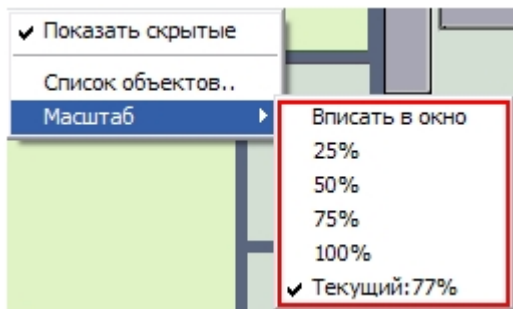 Показать скрытые
Список объектов..
Масштаб
Вписать в окно
25%
50%
75%
100%
Текущий:77%